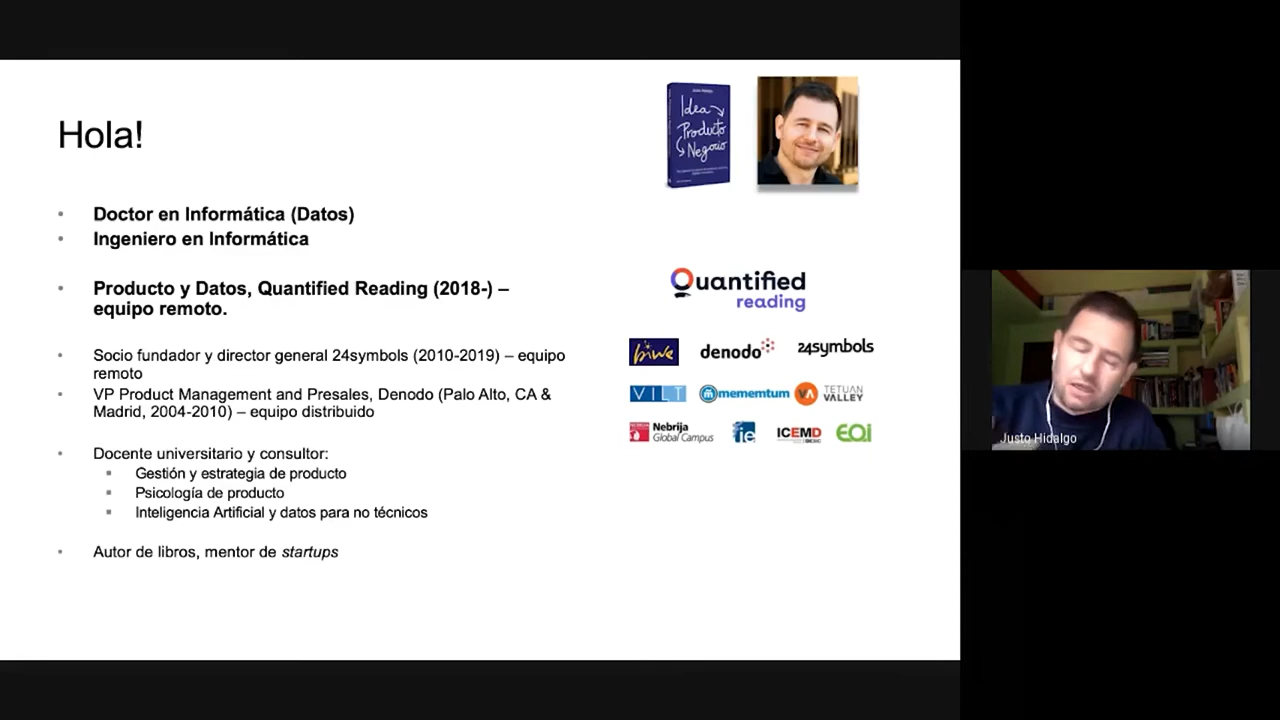 Hola!
Idea
Producto
Negocio
Doctor en Informática (Datos)
Ingeniero en Informática
Producto y Datos, Quantified Reading (2018-) –
equipo remoto.
Socio fundador y director general 24symbols (2010-2019) – equipo
remoto
VP Product Management and Presales, Denodo (Palo Alto, CA &
Madrid, 2004-2010) – equipo distribuido
Docente universitario y consultor:
Gestión y estrategia de producto
Psicología de producto
Inteligencia Artificial y datos para no técnicos
Autor de libros, mentor de startups
Quantified
reading
biwe denodo 24symbols
VILT mementum TETUAN
VALLEY
Nebrija
Global Campus
ie ICEMD EOi
Justo Hidalgo